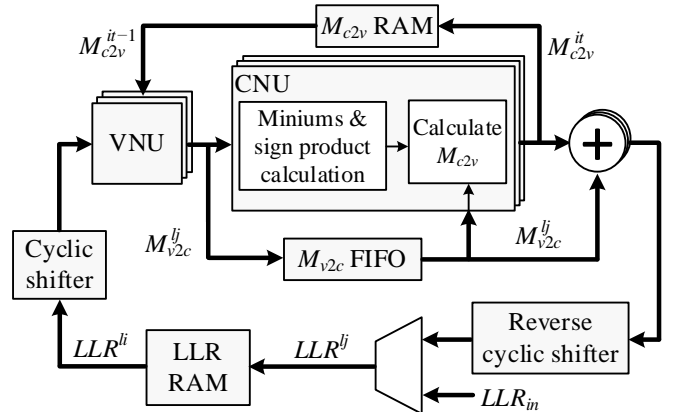 M_{c2v} RAM
M_{c2v}^{it-1}
M_{c2v}^{it}
CNU
VNU
Miniums &
sign product
calculation
Calculate
M_{c2v}
+
M_{v2c}^{lj}
M_{v2c} FIFO
M_{v2c}^{lj}
Cyclic
shifter
LLR^{li}
LLR
RAM
LLR^{lj}
Reverse
cyclic shifter
LLR_{in}